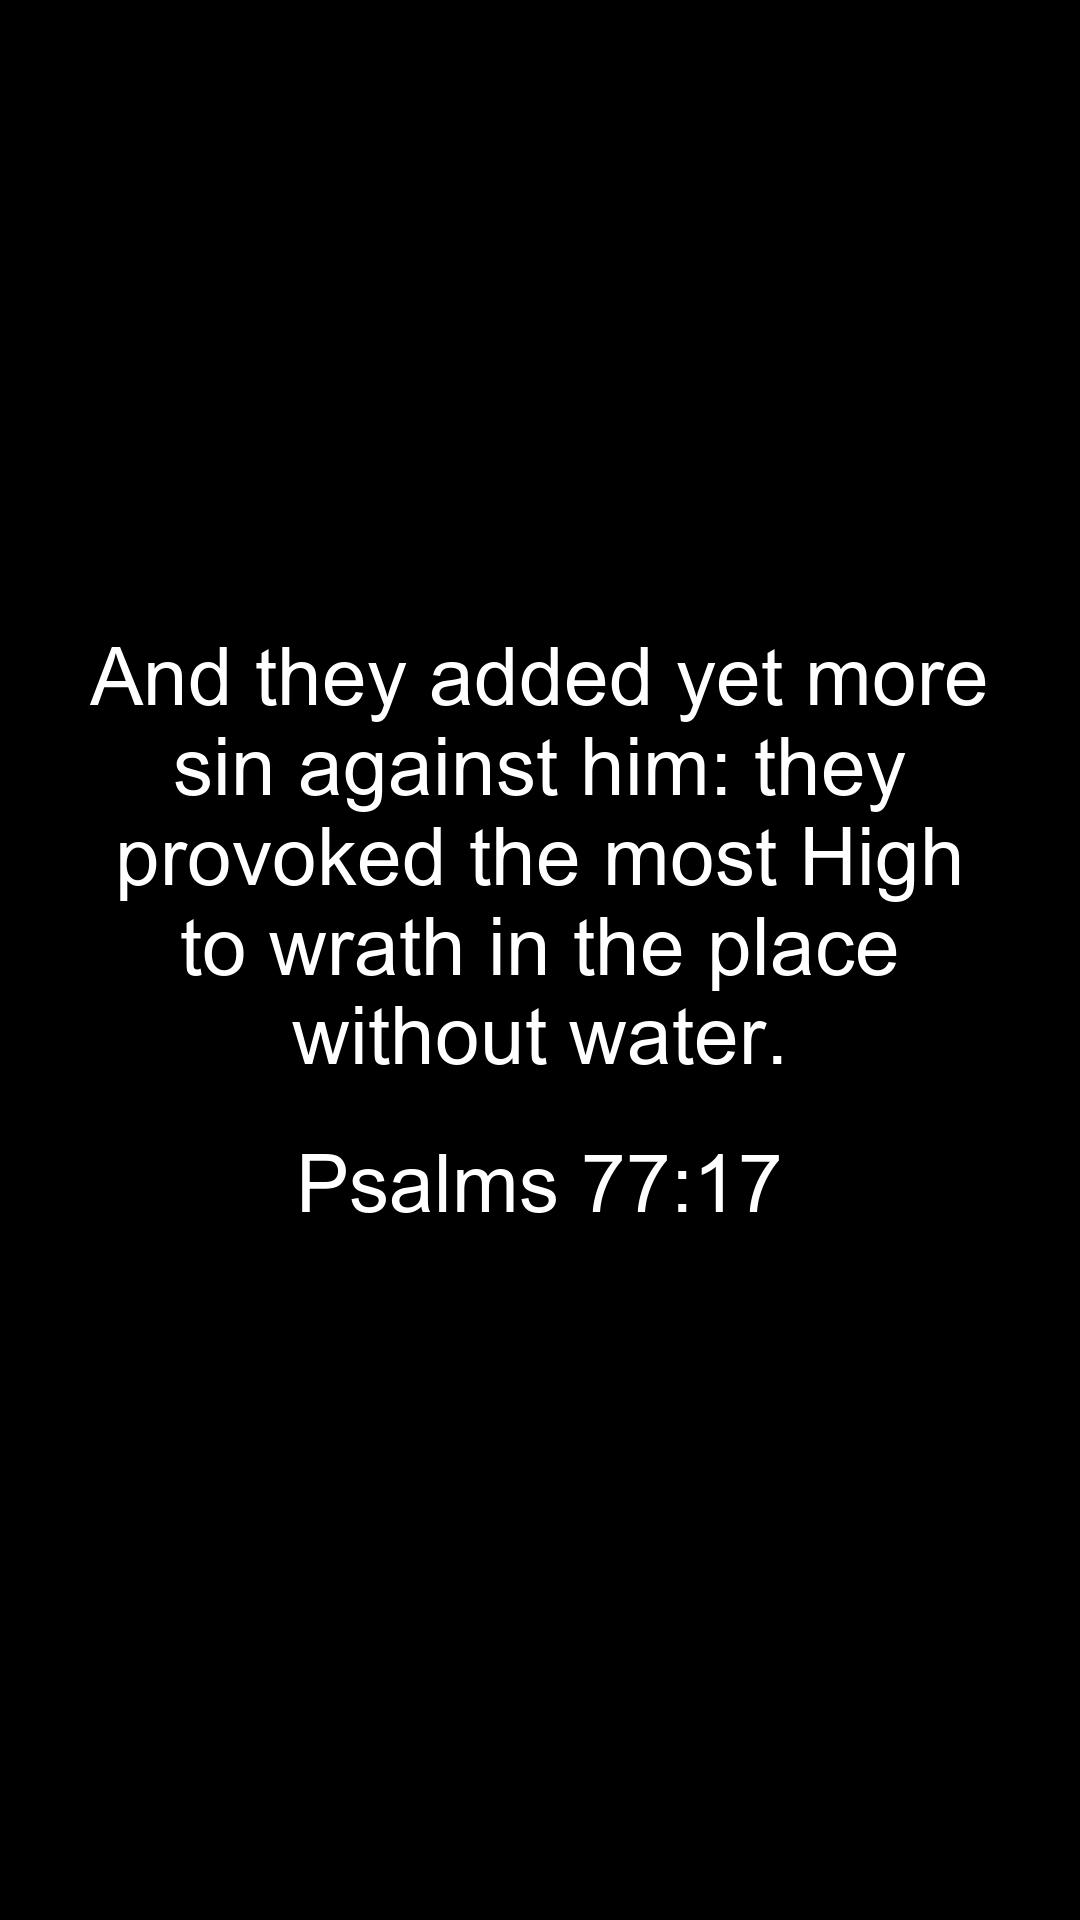 And they added yet more
sin against him: they
provoked the most High
to wrath in the place
without water.
Psalms 77:17